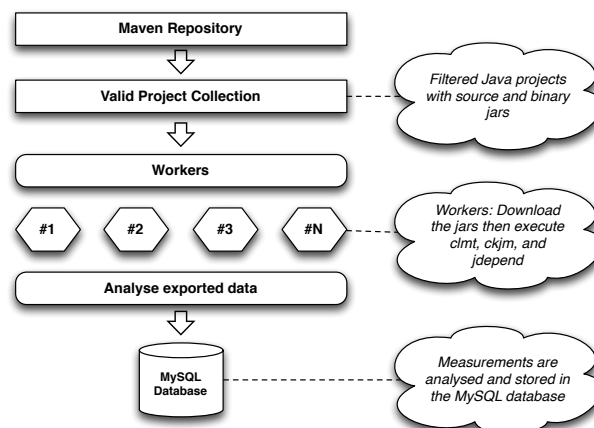 Maven Repository
Valid Project Collection
Filtered Java projects
with source and binary
jars
Workers
#1
#2
#3
#N
Workers: Download
the jars then execute
clmt, ckjm, and
jdepend
Analyse exported data
MySQL
Database
Measurements are
analysed and stored in
the MySQL database